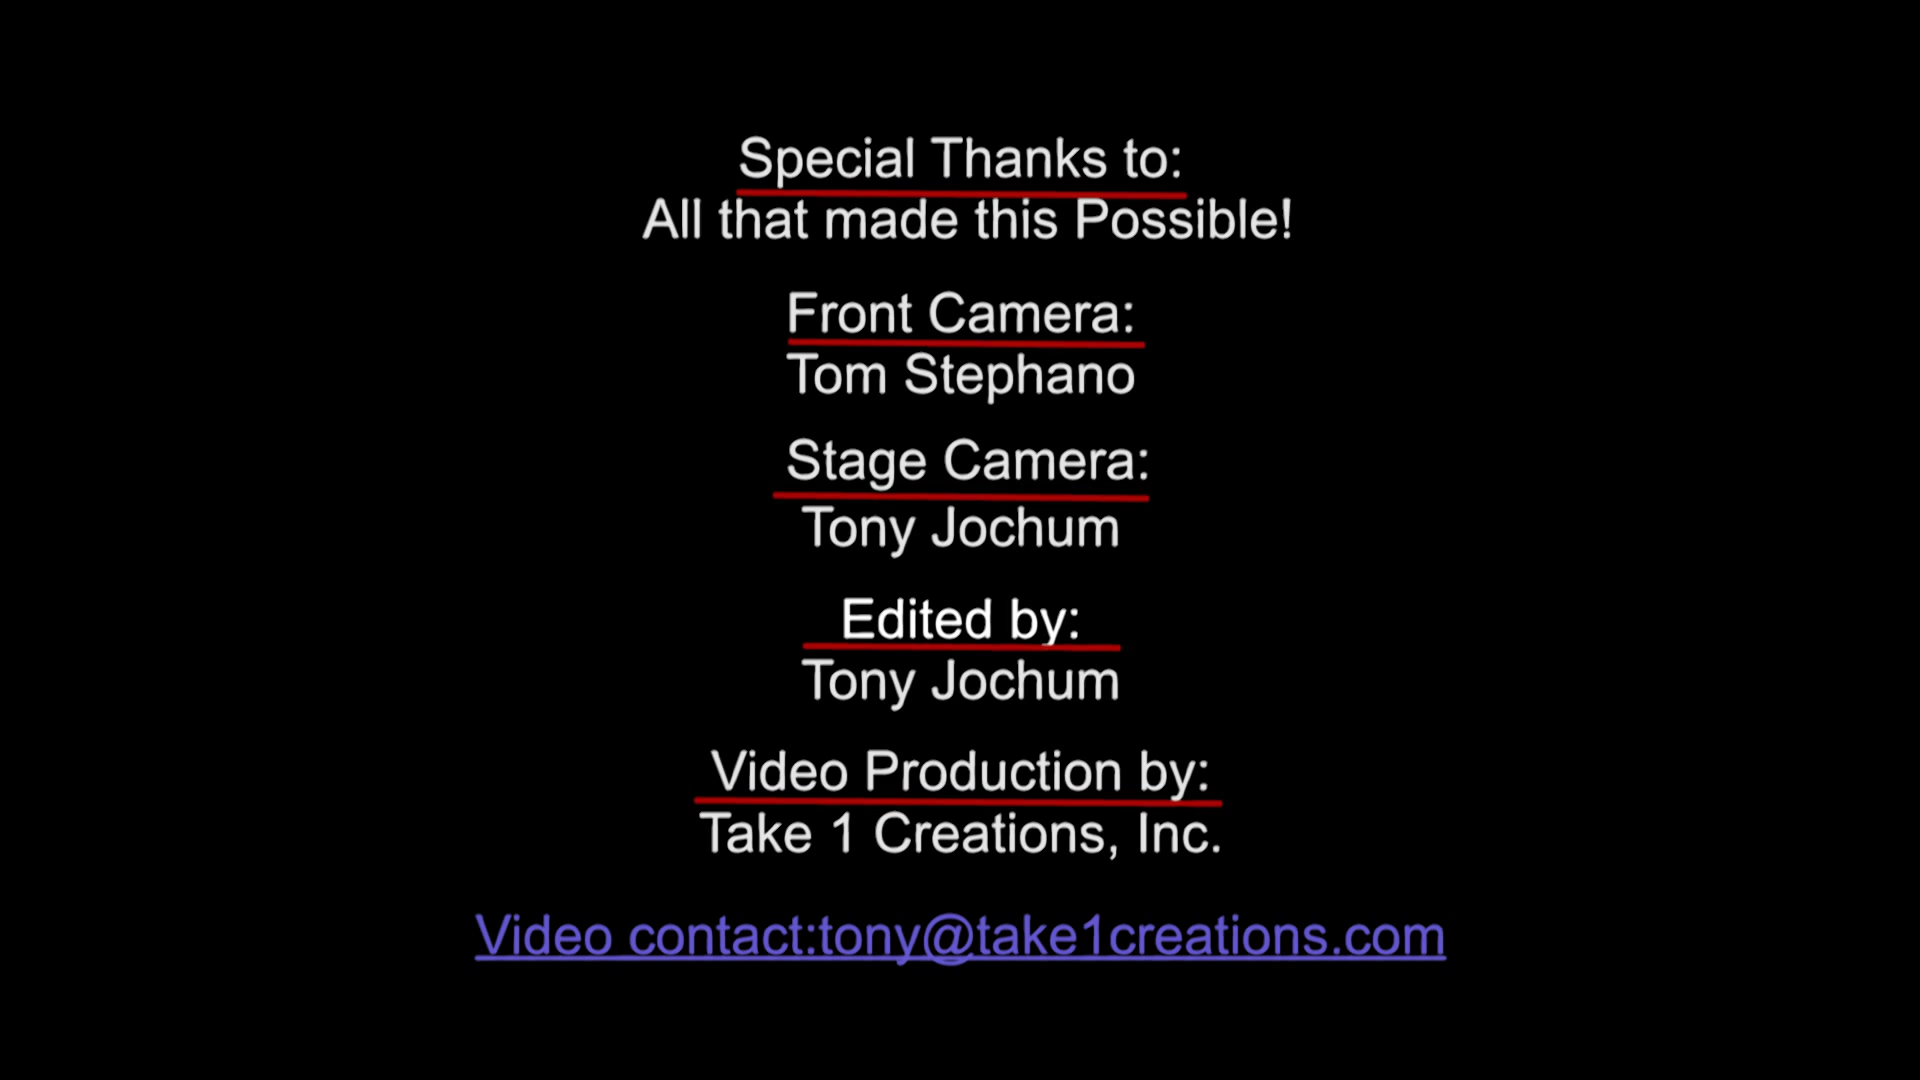 Special Thanks to:
All that made this Possible!
Front Camera:
Tom Stephano
Stage Camera:
Tony Jochum
Edited by:
Tony Jochum
Video Production by:
Take 1 Creations, Inc.
Video contact:tony@take1creations.com